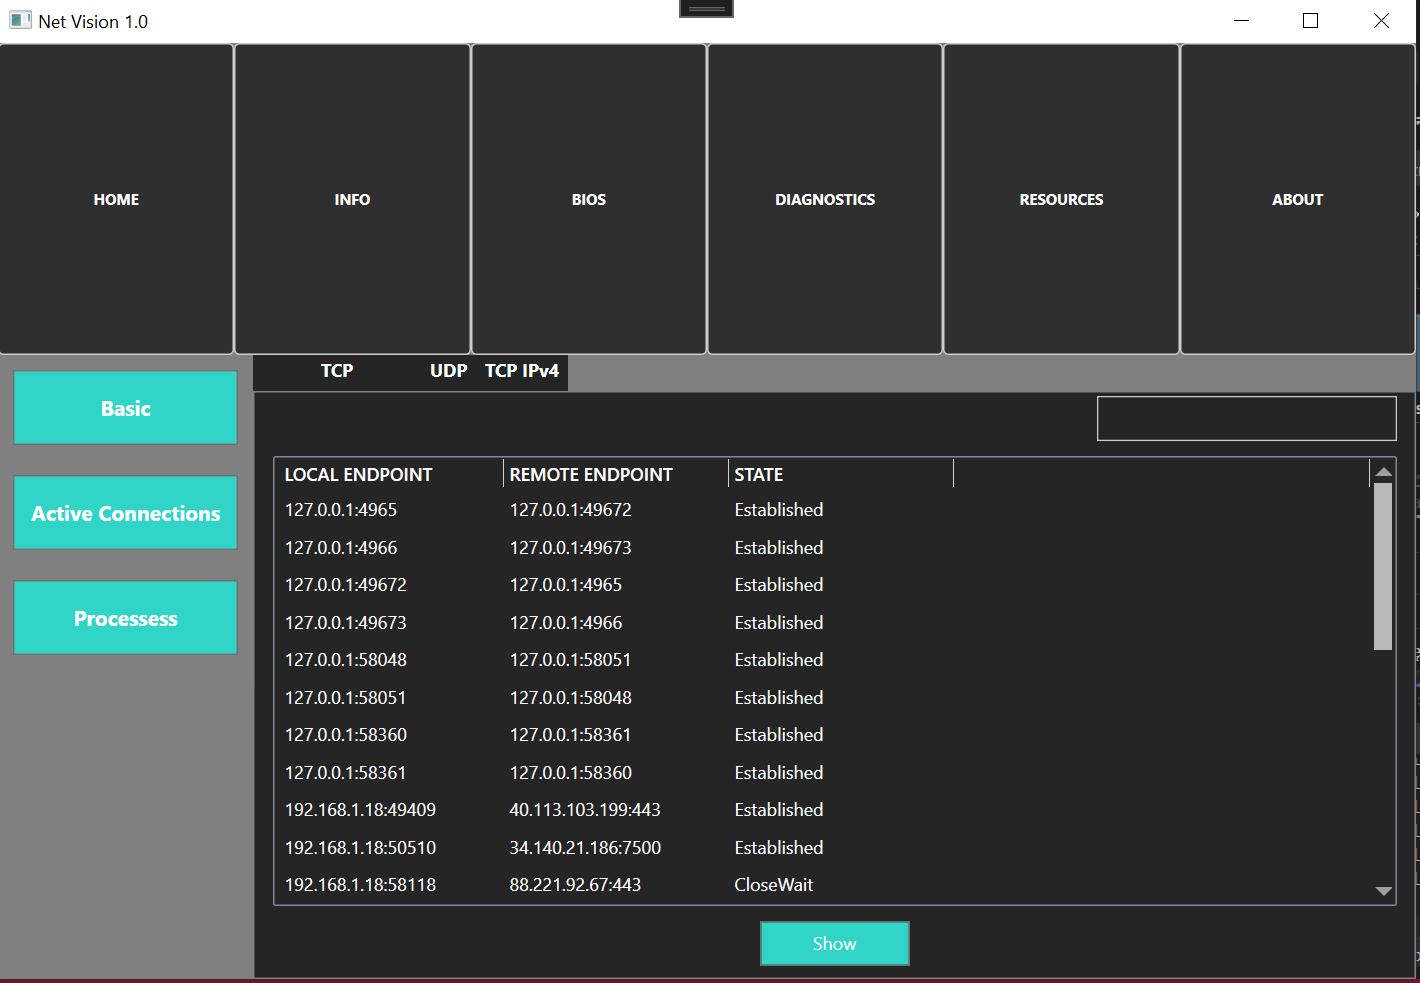 Net Vision 1.0
HOME INFO BIOS DIAGNOSTICS RESOURCES ABOUT
TCP UDP TCP IPv4
Basic
Active Connections
Processess
LOCAL ENDPOINT REMOTE ENDPOINT STATE
127.0.0.1:4965 127.0.0.1:49672 Established
127.0.0.1:4966 127.0.0.1:49673 Established
127.0.0.1:49672 127.0.0.1:4965 Established
127.0.0.1:49673 127.0.0.1:4966 Established
127.0.0.1:58048 127.0.0.1:58051 Established
127.0.0.1:58051 127.0.0.1:58048 Established
127.0.0.1:58360 127.0.0.1:58361 Established
127.0.0.1:58361 127.0.0.1:58360 Established
192.168.1.18:49409 40.113.103.199:443 Established
192.168.1.18:50510 34.140.21.186:7500 Established
192.168.1.18:58118 88.221.92.67:443 CloseWait
Show